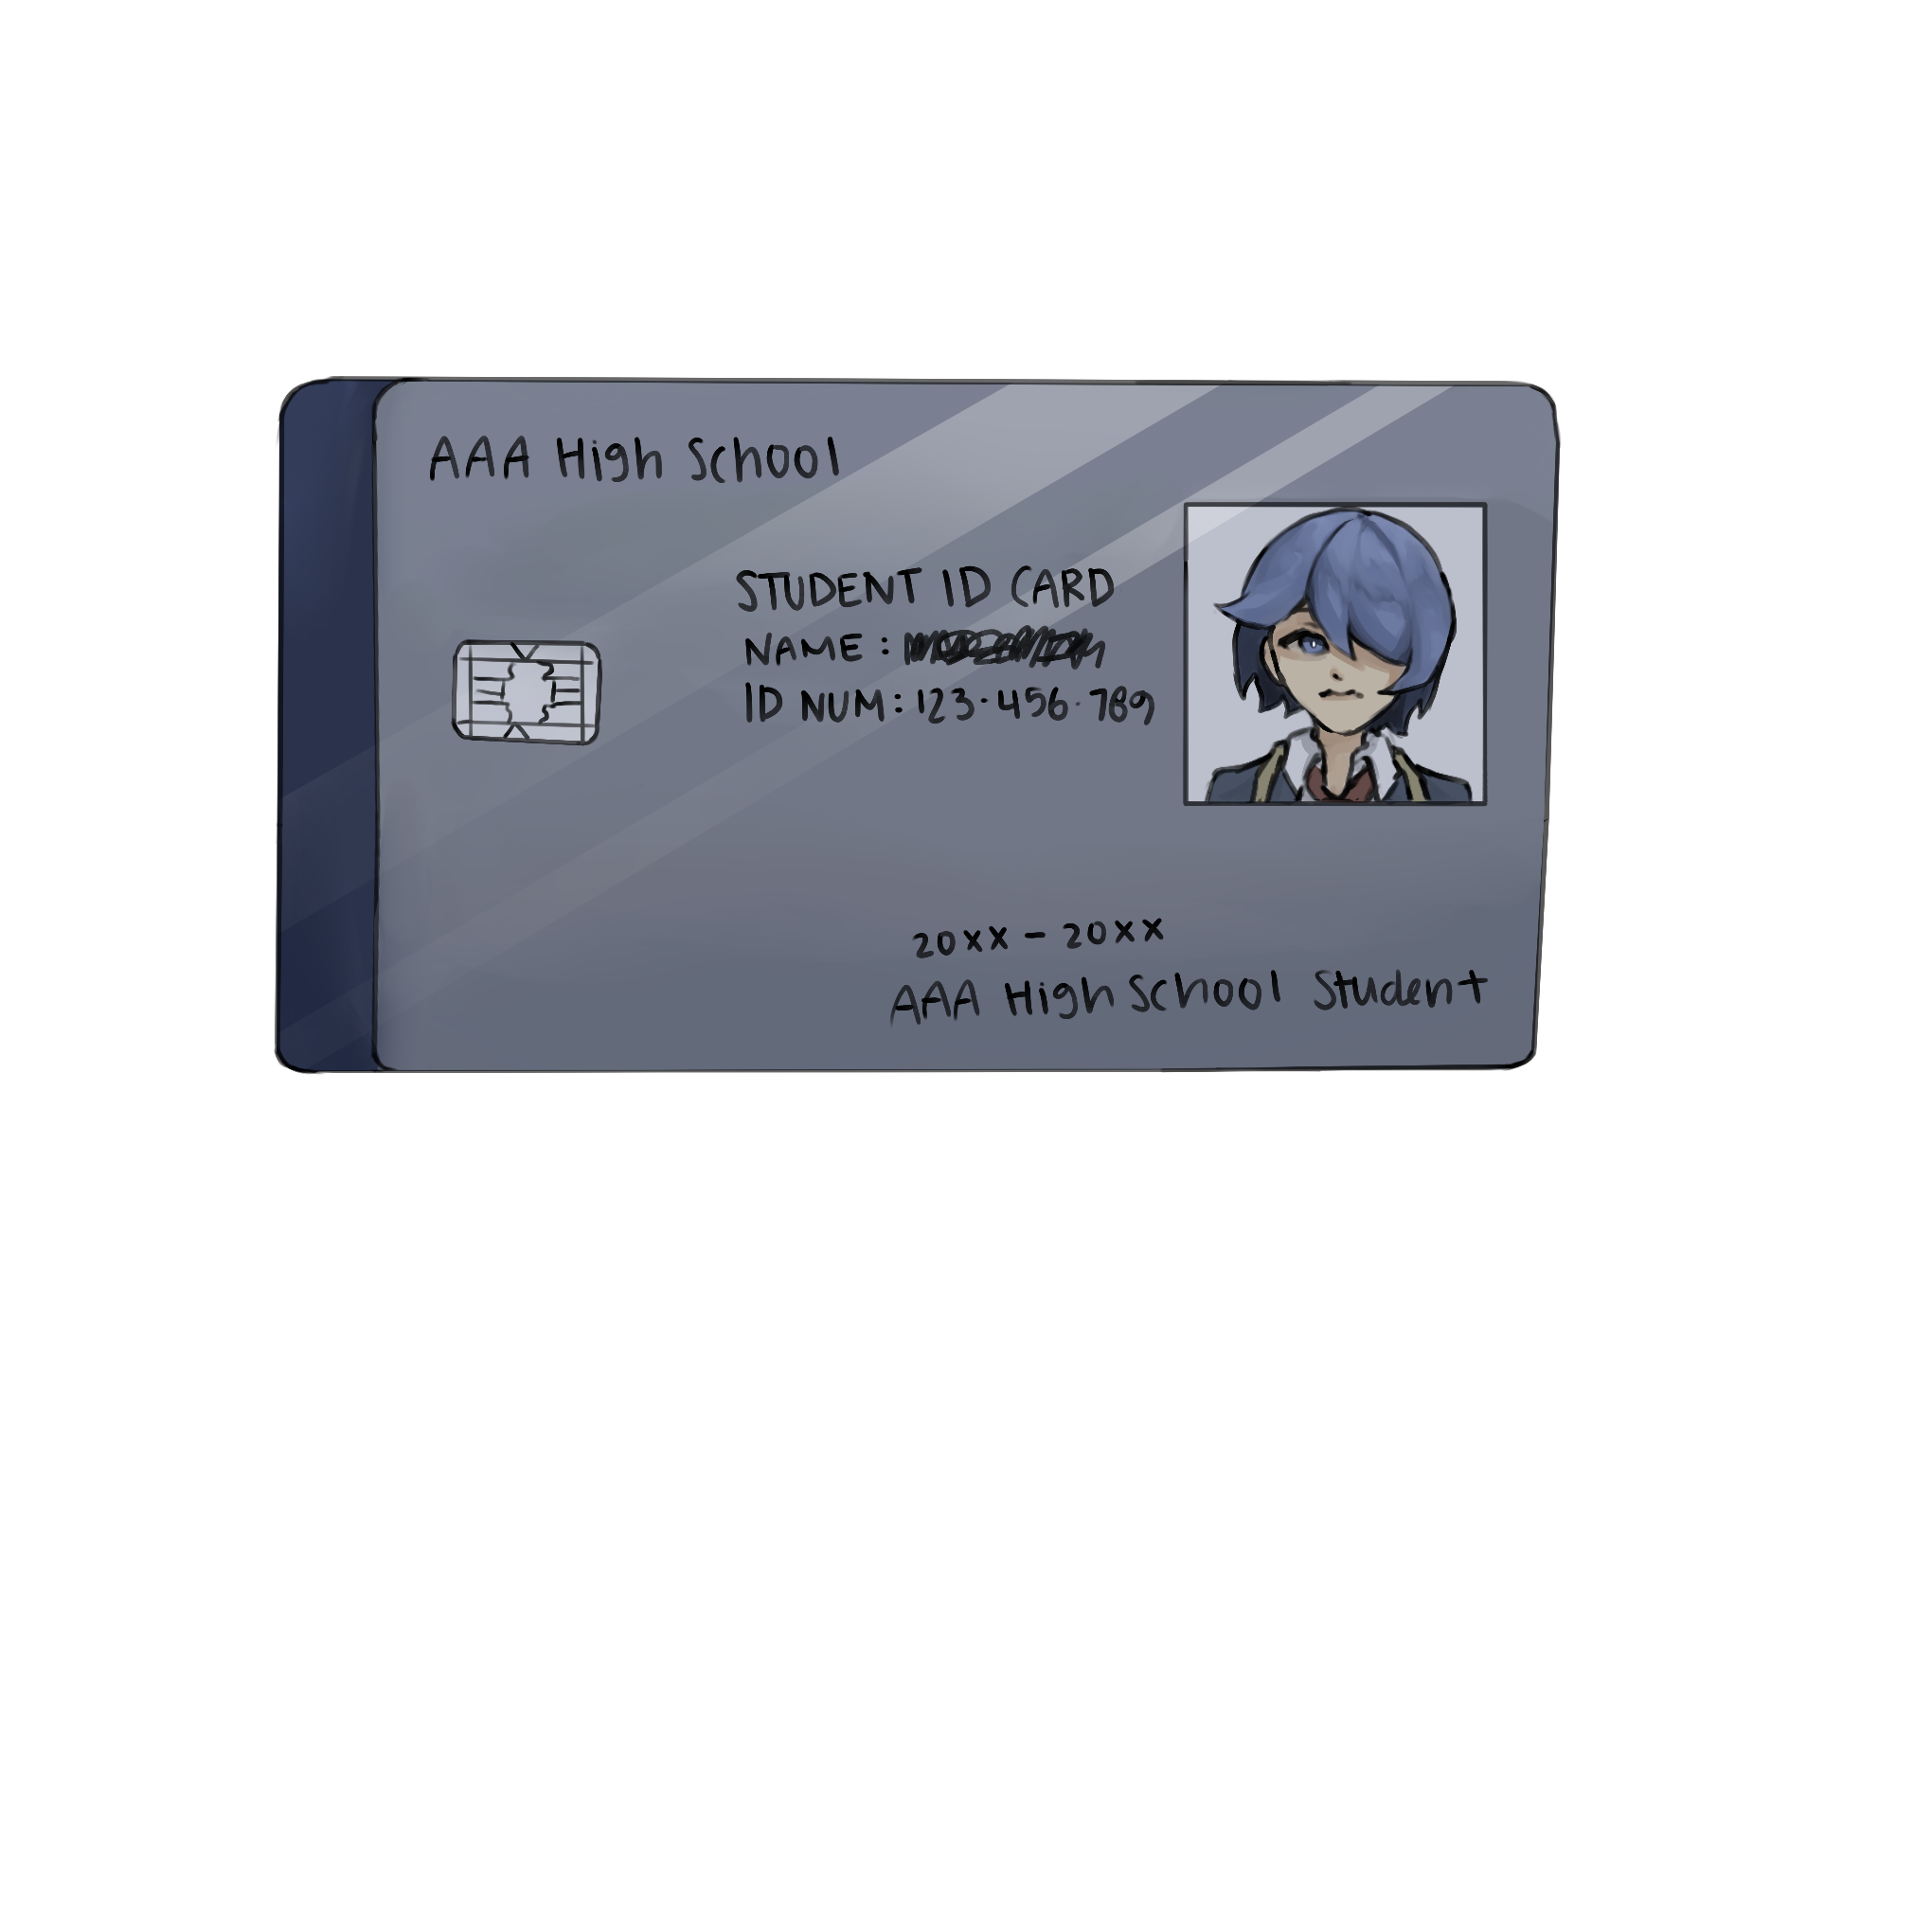 AAA High School
STUDENT ID CARD
NAME :
ID NUM: 123·456·789
20XX - 20XX
AAA High School Student